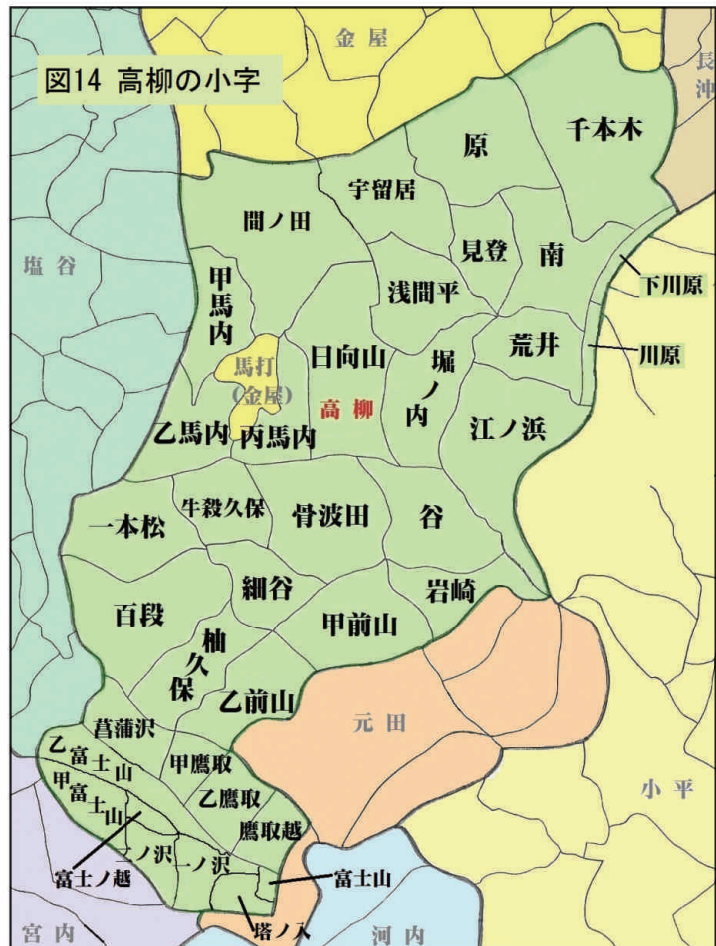 図14 高柳の小字
金屋
長沖
千本木
原
宇留居
間ノ田
見登
南
塩谷
浅間平
下川原
甲馬内
荒井
川原
日向山
堀ノ内
馬打
(金屋)
高柳
江ノ浜
乙馬内
丙馬内
牛殺久保
骨波田
谷
一本松
細谷
岩崎
百段
甲前山
柚久保
乙前山
元田
菖蒲沢
乙富士山
甲鷹取
甲富士山
乙鷹取
小平
鷹取越
二ノ沢
一ノ沢
富士ノ越
富士山
塔ノ入
宮内
河内